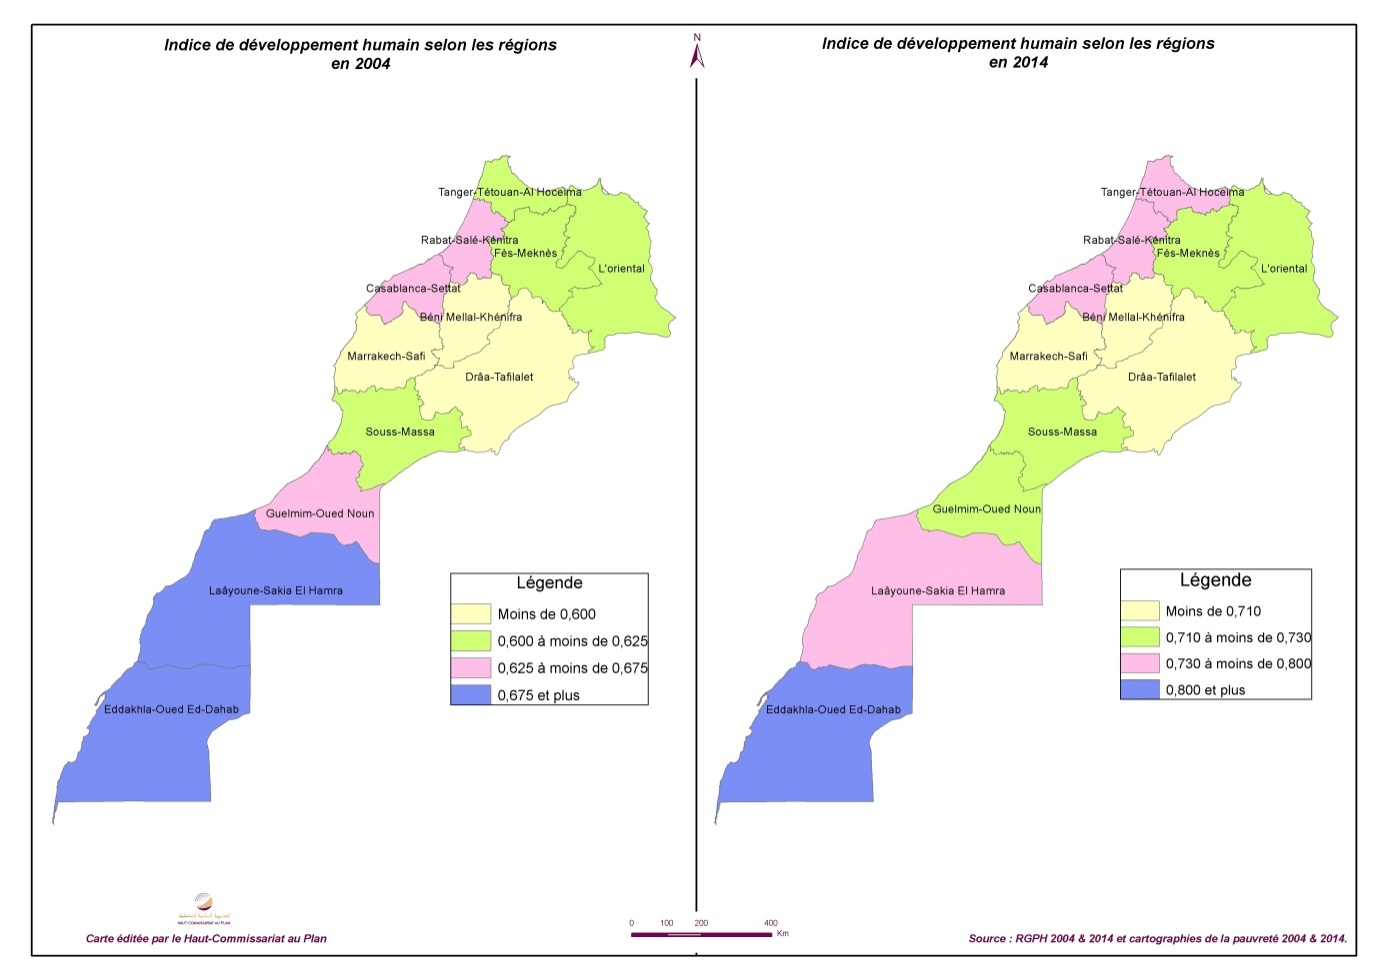 Indice de développement humain selon les régions
en 2004
Tanger-Tétouan-Al Hoceima
Rabat-Salé-Kénitra
Fès-Meknès
L'oriental
Casablanca-Settat
Béni Mellal-Khénifra
Marrakech-Safi
Drâa-Tafilalet
Souss-Massa
Guelmim-Oued Noun
Laâyoune-Sakia El Hamra
Eddakhla-Oued Ed-Dahab
Légende
Moins de 0,600
0,600 à moins de 0,625
0,625 à moins de 0,675
0,675 et plus
N
Indice de développement humain selon les régions
en 2014
Tanger-Tétouan-Al Hoceima
Rabat-Salé-Kénitra
Fès-Meknès
L'oriental
Casablanca-Settat
Béni Mellal-Khénifra
Marrakech-Safi
Drâa-Tafilalet
Souss-Massa
Guelmim-Oued Noun
Laâyoune-Sakia El Hamra
Eddakhla-Oued Ed-Dahab
Légende
Moins de 0,710
0,710 à moins de 0,730
0,730 à moins de 0,800
0,800 et plus
HAUT-COMMISSARIAT AU PLAN
Carte éditée par le Haut-Commissariat au Plan
0 100 200 400
Km
Source : RGPH 2004 & 2014 et cartographies de la pauvreté 2004 & 2014.